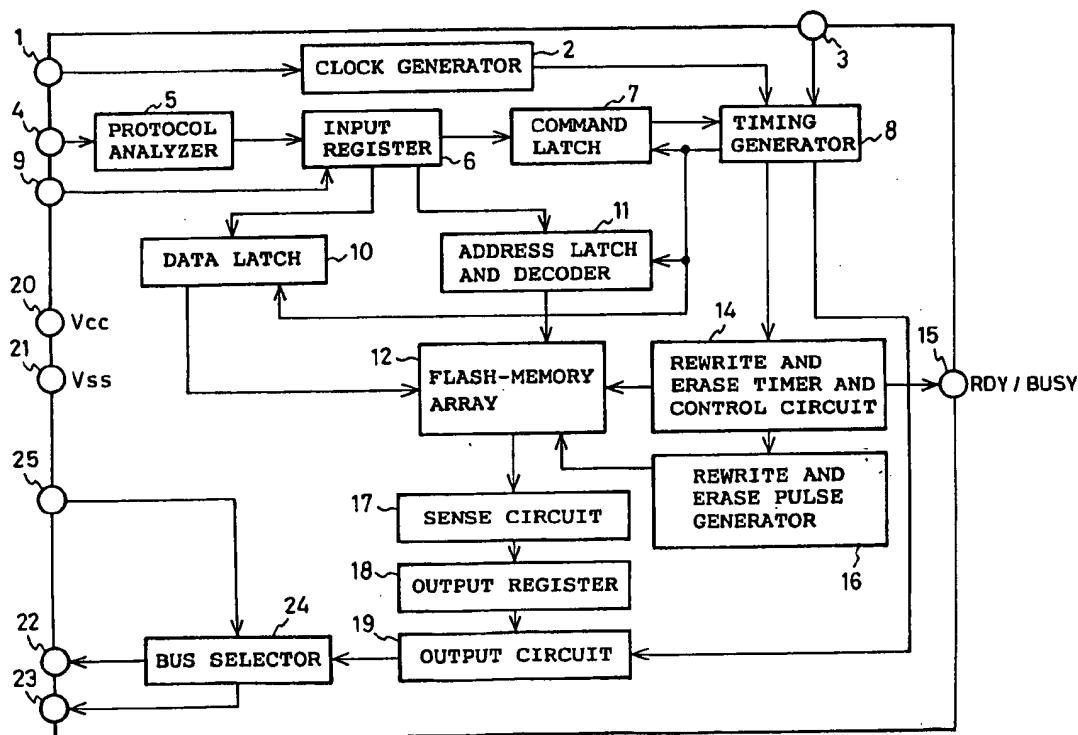 1
CLOCK GENERATOR
2
3
4
5
PROTOCOL
ANALYZER
INPUT
REGISTER
6
7
COMMAND
LATCH
TIMING
GENERATOR
8
9
DATA LATCH
10
11
ADDRESS LATCH
AND DECODER
20
Vcc
21
Vss
12
FLASH-MEMORY
ARRAY
14
REWRITE AND
ERASE TIMER AND
CONTROL CIRCUIT
15
RDY / BUSY
REWRITE AND
ERASE PULSE
GENERATOR
16
25
17
SENSE CIRCUIT
18
OUTPUT REGISTER
19
OUTPUT CIRCUIT
24
BUS SELECTOR
22
23